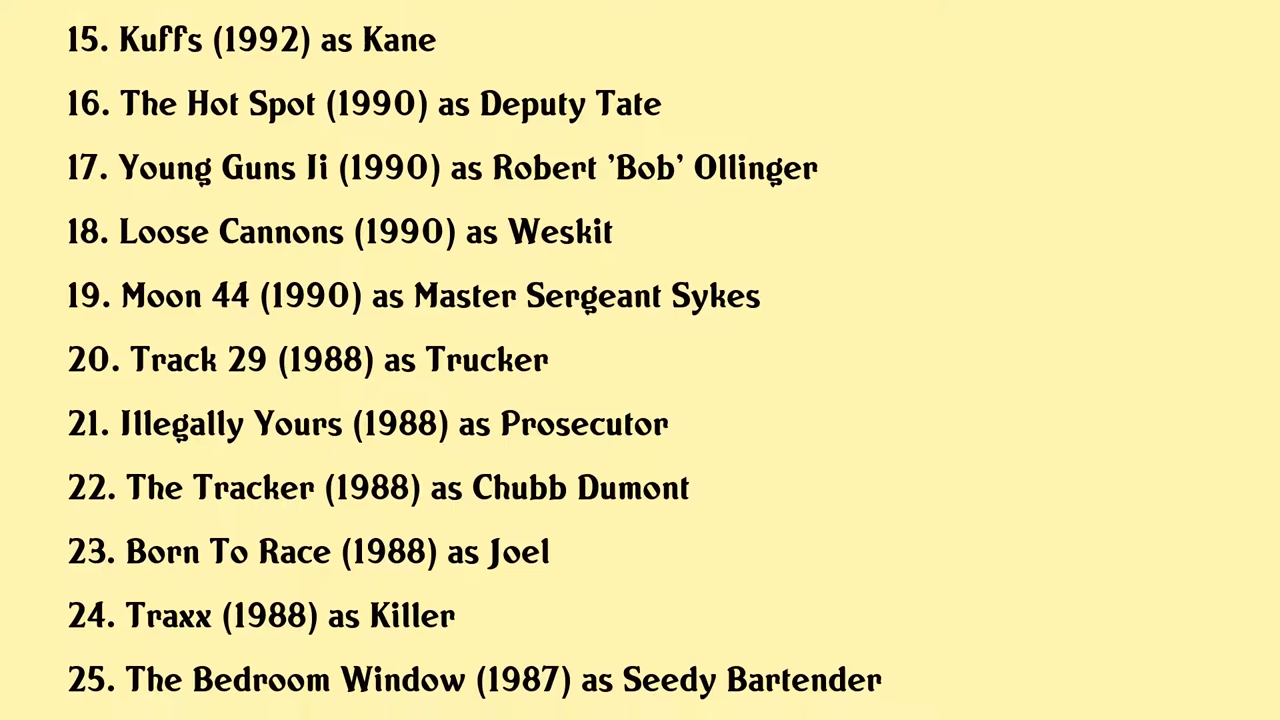 15. Kuffs (1992) as Kane
16. The Hot Spot (1990) as Deputy Tate
17. Young Guns Ii (1990) as Robert 'Bob' Ollinger
18. Loose Cannons (1990) as Weskit
19. Moon 44 (1990) as Master Sergeant Sykes
20. Track 29 (1988) as Trucker
21. Illegally Yours (1988) as Prosecutor
22. The Tracker (1988) as Chubb Dumont
23. Born To Race (1988) as Joel
24. Traxx (1988) as Killer
25. The Bedroom Window (1987) as Seedy Bartender